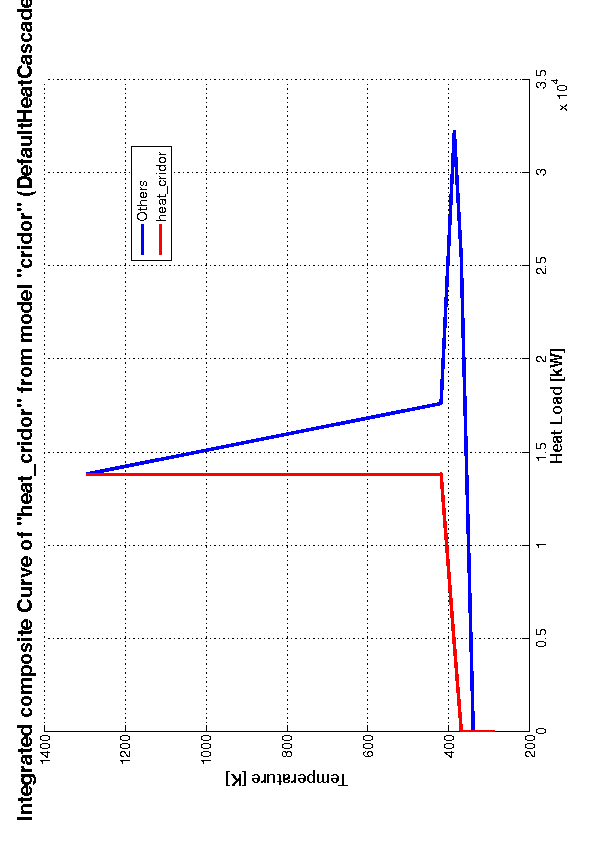 Integrated composite Curve of "heat_cridor" from model "cridor" (DefaultHeatCascade
1400
1200
1000
800
600
400
200
Temperature [K]
Others
heat_cridor
0
0.5
1
1.5
2
2.5
3
3.5
x 10^4
Heat Load [kW]